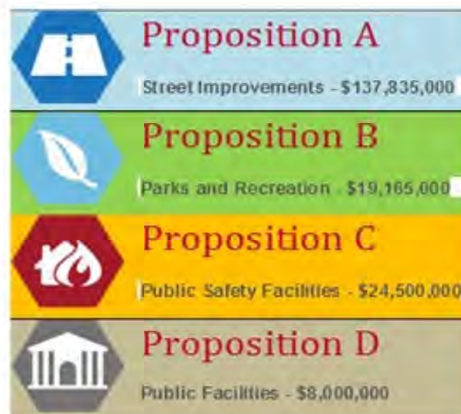 Proposition A
Street Improvements - $137,835,000
Proposition B
Parks and Recreation - $19,165,000
Proposition C
Public Safety Facilities - $24,500,000
Proposition D
Public Facilities - $8,000,000